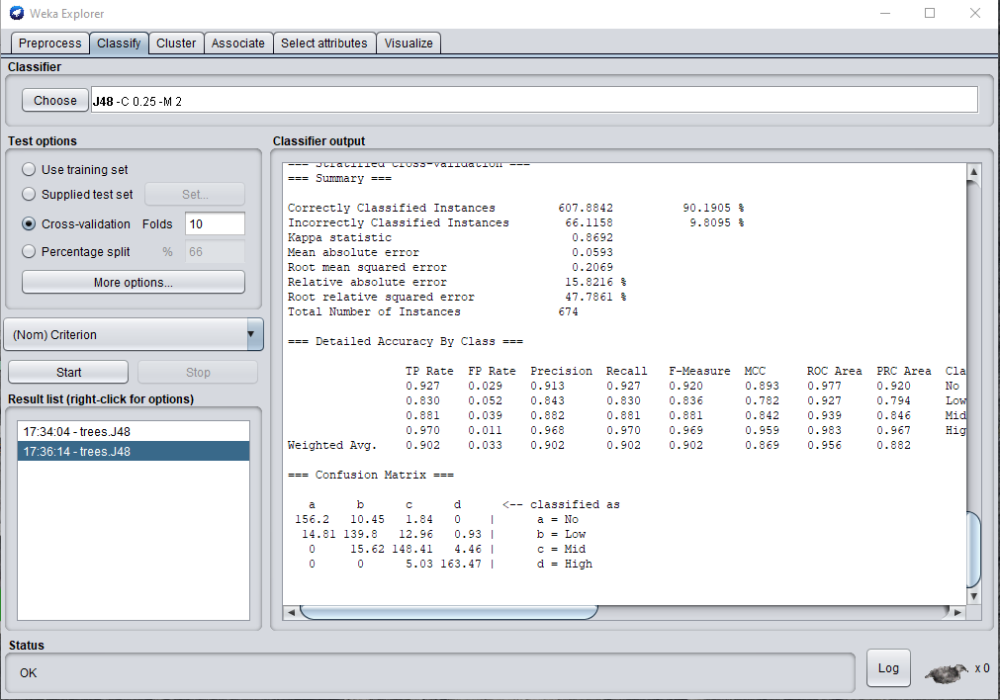 Weka Explorer
Preprocess Classify Cluster Associate Select attributes Visualize
Classifier
Choose J48 -C 0.25 -M 2
Test options
Use training set
Supplied test set Set...
Cross-validation Folds 10
Percentage split % 66
More options...
(Nom) Criterion
Start Stop
Result list (right-click for options)
17:34:04 - trees.J48
17:36:14 - trees.J48
Classifier output
=== Stratified cross-validation ===
=== Summary ===
Correctly Classified Instances 607.8842 90.1905 %
Incorrectly Classified Instances 66.1158 9.8095 %
Kappa statistic 0.8692
Mean absolute error 0.0593
Root mean squared error 0.2069
Relative absolute error 15.8216 %
Root relative squared error 47.7861 %
Total Number of Instances 674
=== Detailed Accuracy By Class ===
TP Rate FP Rate Precision Recall F-Measure MCC ROC Area PRC Area Cla
0.927 0.029 0.913 0.927 0.920 0.893 0.977 0.920 No
0.830 0.052 0.843 0.830 0.836 0.782 0.927 0.794 Low
0.881 0.039 0.882 0.881 0.881 0.842 0.939 0.846 Mid
0.970 0.011 0.968 0.970 0.969 0.959 0.983 0.967 Hig
Weighted Avg. 0.902 0.033 0.902 0.902 0.902 0.869 0.956 0.882
=== Confusion Matrix ===
a b c d <-- classified as
156.2 10.45 1.84 0 | a = No
14.81 139.8 12.96 0.93 | b = Low
0 15.62 148.41 4.46 | c = Mid
0 0 5.03 163.47 | d = High
Status
OK
Log x 0